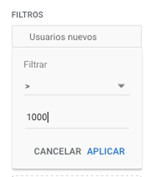 FILTROS
Usuarios nuevos
Filtrar
>
1000
CANCELAR APLICAR